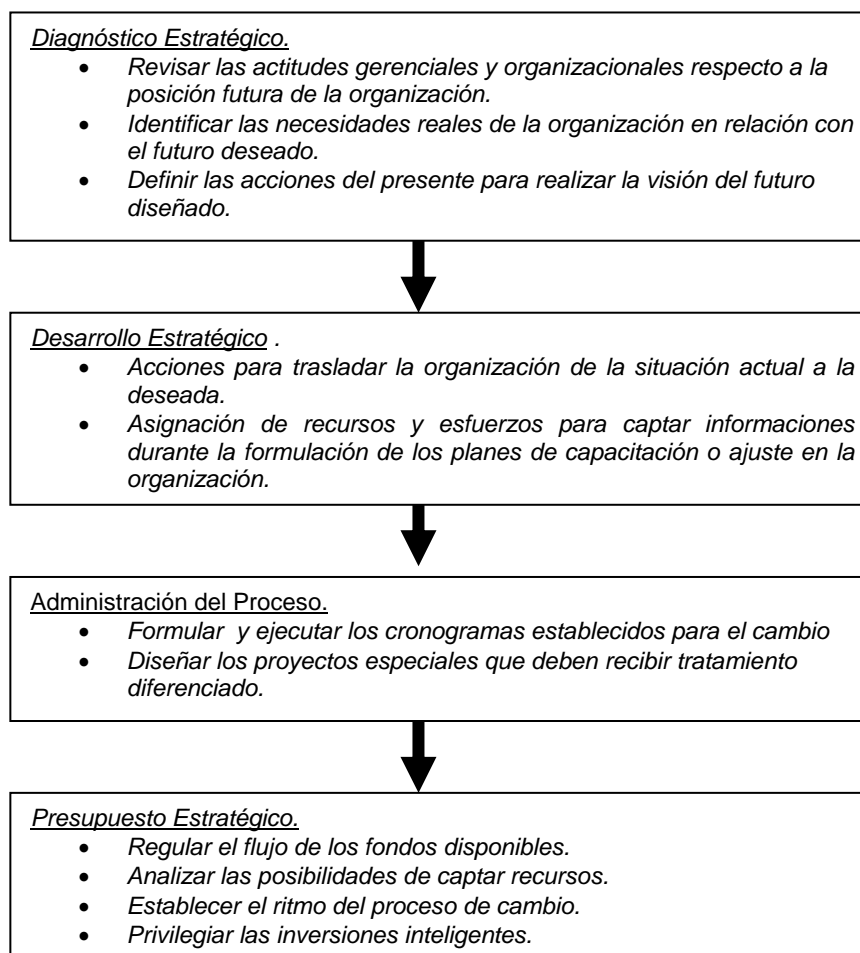 Diagnóstico Estratégico.
• Revisar las actitudes gerenciales y organizacionales respecto a la
posición futura de la organización.
• Identificar las necesidades reales de la organización en relación con
el futuro deseado.
• Definir las acciones del presente para realizar la visión del futuro
diseñado.
Desarrollo Estratégico .
• Acciones para trasladar la organización de la situación actual a la
deseada.
• Asignación de recursos y esfuerzos para captar informaciones
durante la formulación de los planes de capacitación o ajuste en la
organización.
Administración del Proceso.
• Formular y ejecutar los cronogramas establecidos para el cambio
• Diseñar los proyectos especiales que deben recibir tratamiento
diferenciado.
Presupuesto Estratégico.
• Regular el flujo de los fondos disponibles.
• Analizar las posibilidades de captar recursos.
• Establecer el ritmo del proceso de cambio.
• Privilegiar las inversiones inteligentes.